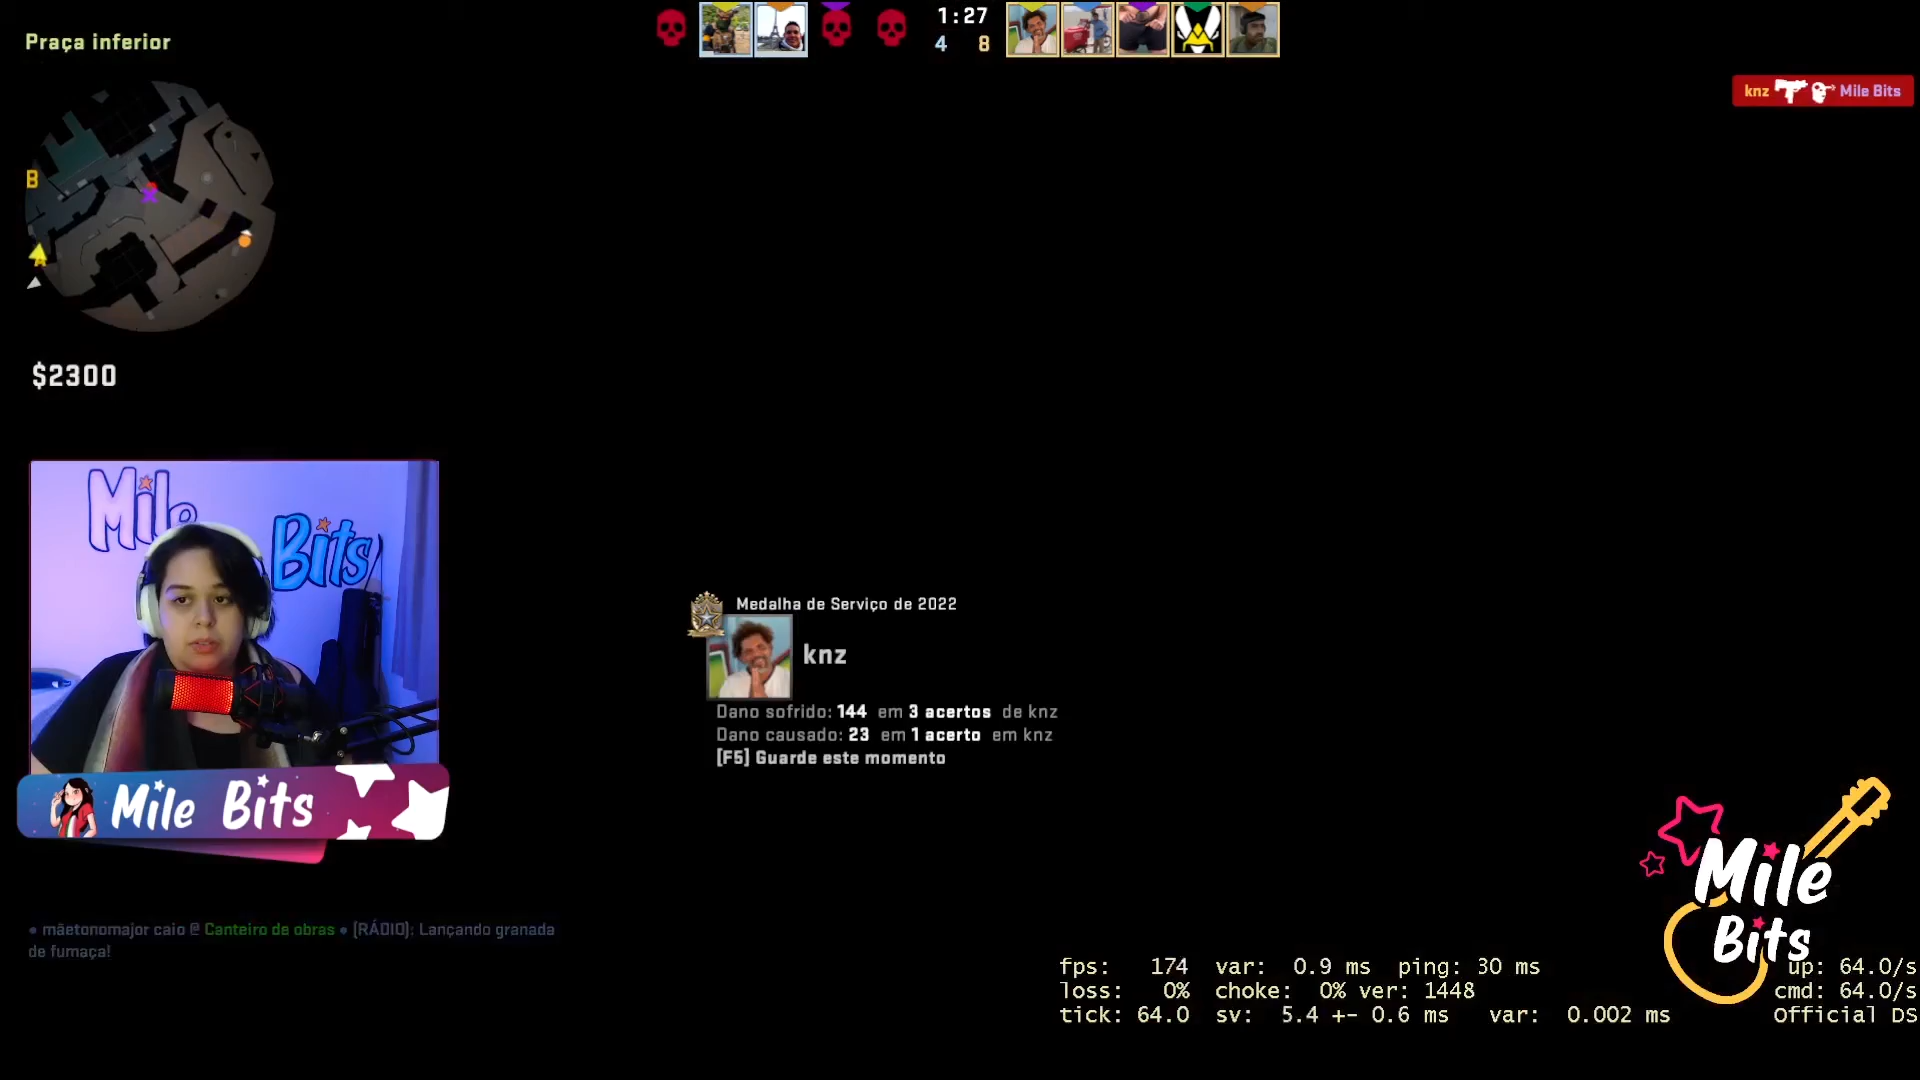 Praça inferior
1:27
4 8
knz Mile Bits
B
$2300
Mile Bits
Medalha de Serviço de 2022
knz
Dano sofrido: 144 em 3 acertos de knz
Dano causado: 23 em 1 acerto em knz
[F5] Guarde este momento
Mile Bits
• mãetonomajor caio @ Canteiro de obras • (RÁDIO): Lançando granada
de fumaça!
Mile
Bits
fps: 174 var: 0.9 ms ping: 30 ms up: 64.0/s
loss: 0% choke: 0% ver: 1448 cmd: 64.0/s
tick: 64.0 sv: 5.4 +- 0.6 ms var: 0.002 ms Official DS